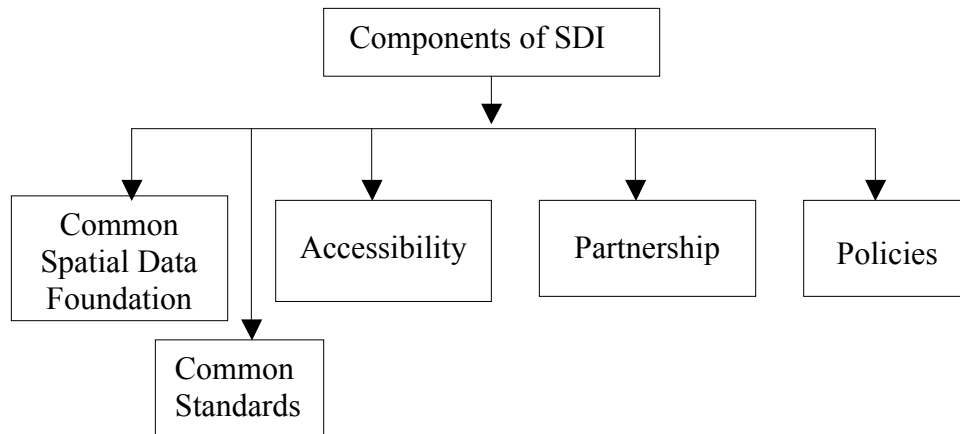 Components of SDI
Common
Spatial Data
Foundation
Accessibility
Partnership
Policies
Common
Standards